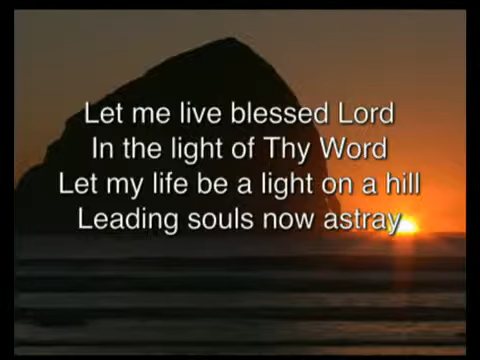 Let me live blessed Lord
In the light of Thy Word
Let my life be a light on a hill
Leading souls now astray